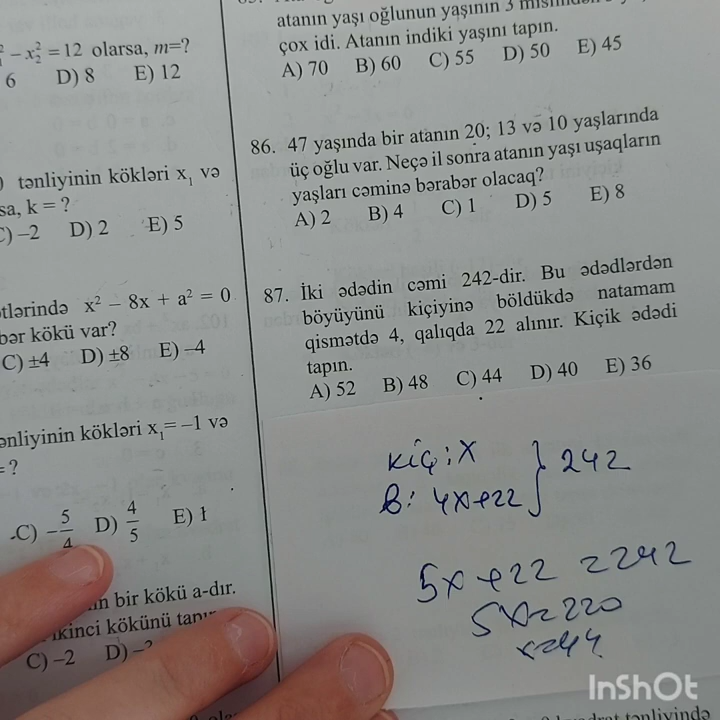 – x₂² = 12 olarsa, m=?
6 D) 8 E) 12
) tənliyinin kökləri x₁ və
sa, k = ?
C) –2 D) 2 E) 5
tlərində x² – 8x + a² = 0
bər kökü var?
C) ±4 D) ±8 E) –4
ənliyinin kökləri x₁= –1 və
=?
C) –5/4 D) 4/5 E) 1
bir kökü a-dır.
ikinci kökünü
C) –2 D)
atanın yaşı oğlunun yaşının 3
çox idi. Atanın indiki yaşını tapın.
A) 70 B) 60 C) 55 D) 50 E) 45
86. 47 yaşında bir atanın 20; 13 və 10 yaşlarında
üç oğlu var. Neçə il sonra atanın yaşı uşaqların
yaşları cəminə bərabər olacaq?
A) 2 B) 4 C) 1 D) 5 E) 8
87. İki ədədin cəmi 242-dir. Bu ədədlərdən
böyüyünü kiçiyinə böldükdə natamam
qismətdə 4, qalıqda 22 alınır. Kiçik ədədi
tapın.
A) 52 B) 48 C) 44 D) 40 E) 36
kiç: x } 242
B: 4x+22
5x+22=242
5x=220
x=44
InShOt